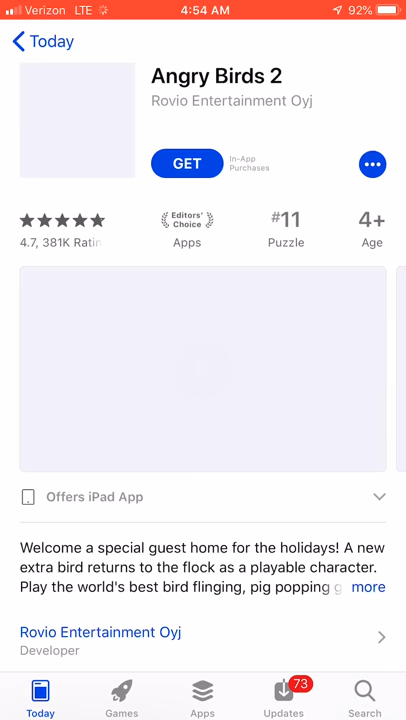 Verizon LTE 4:54 AM 92%
Today
Angry Birds 2
Rovio Entertainment Oyj
GET
In-App
Purchases
Editors'
Choice
#11
4+
4.7, 381K Ratin
Apps
Puzzle
Age
Offers iPad App
Welcome a special guest home for the holidays! A new
extra bird returns to the flock as a playable character.
Play the world's best bird flinging, pig popping g more
Rovio Entertainment Oyj
Developer
73
Today Games Apps Updates Search